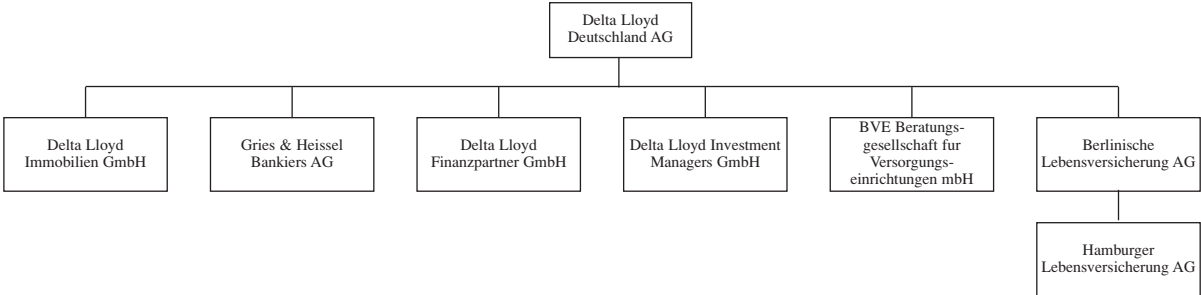 Delta Lloyd
Deutschland AG
Delta Lloyd
Immobilien GmbH
Gries & Heissel
Bankiers AG
Delta Lloyd
Finanzpartner GmbH
Delta Lloyd Investment
Managers GmbH
BVE Beratungs-
gesellschaft fur
Versorgungs-
einrichtungen mbH
Berlinische
Lebensversicherung AG
Hamburger
Lebensversicherung AG